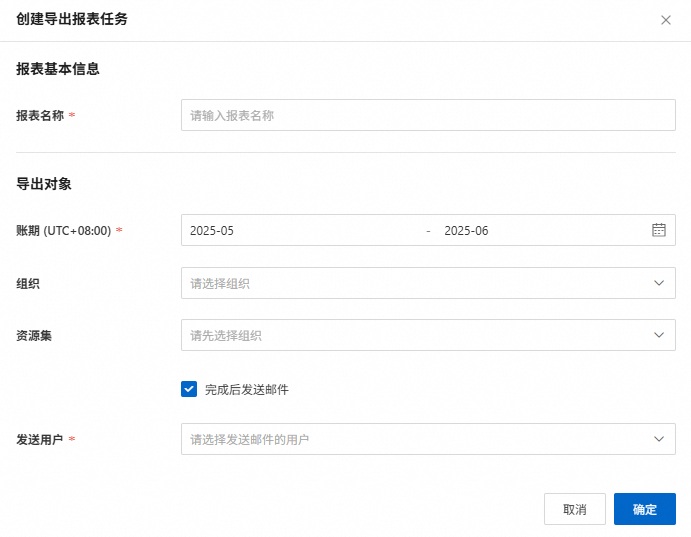 创建导出报表任务
报表基本信息
报表名称 * 请输入报表名称
导出对象
账期 (UTC+08:00) * 2025-05 - 2025-06
组织 请选择组织
资源集 请先选择组织
完成后发送邮件
发送用户 * 请选择发送邮件的用户
取消 确定